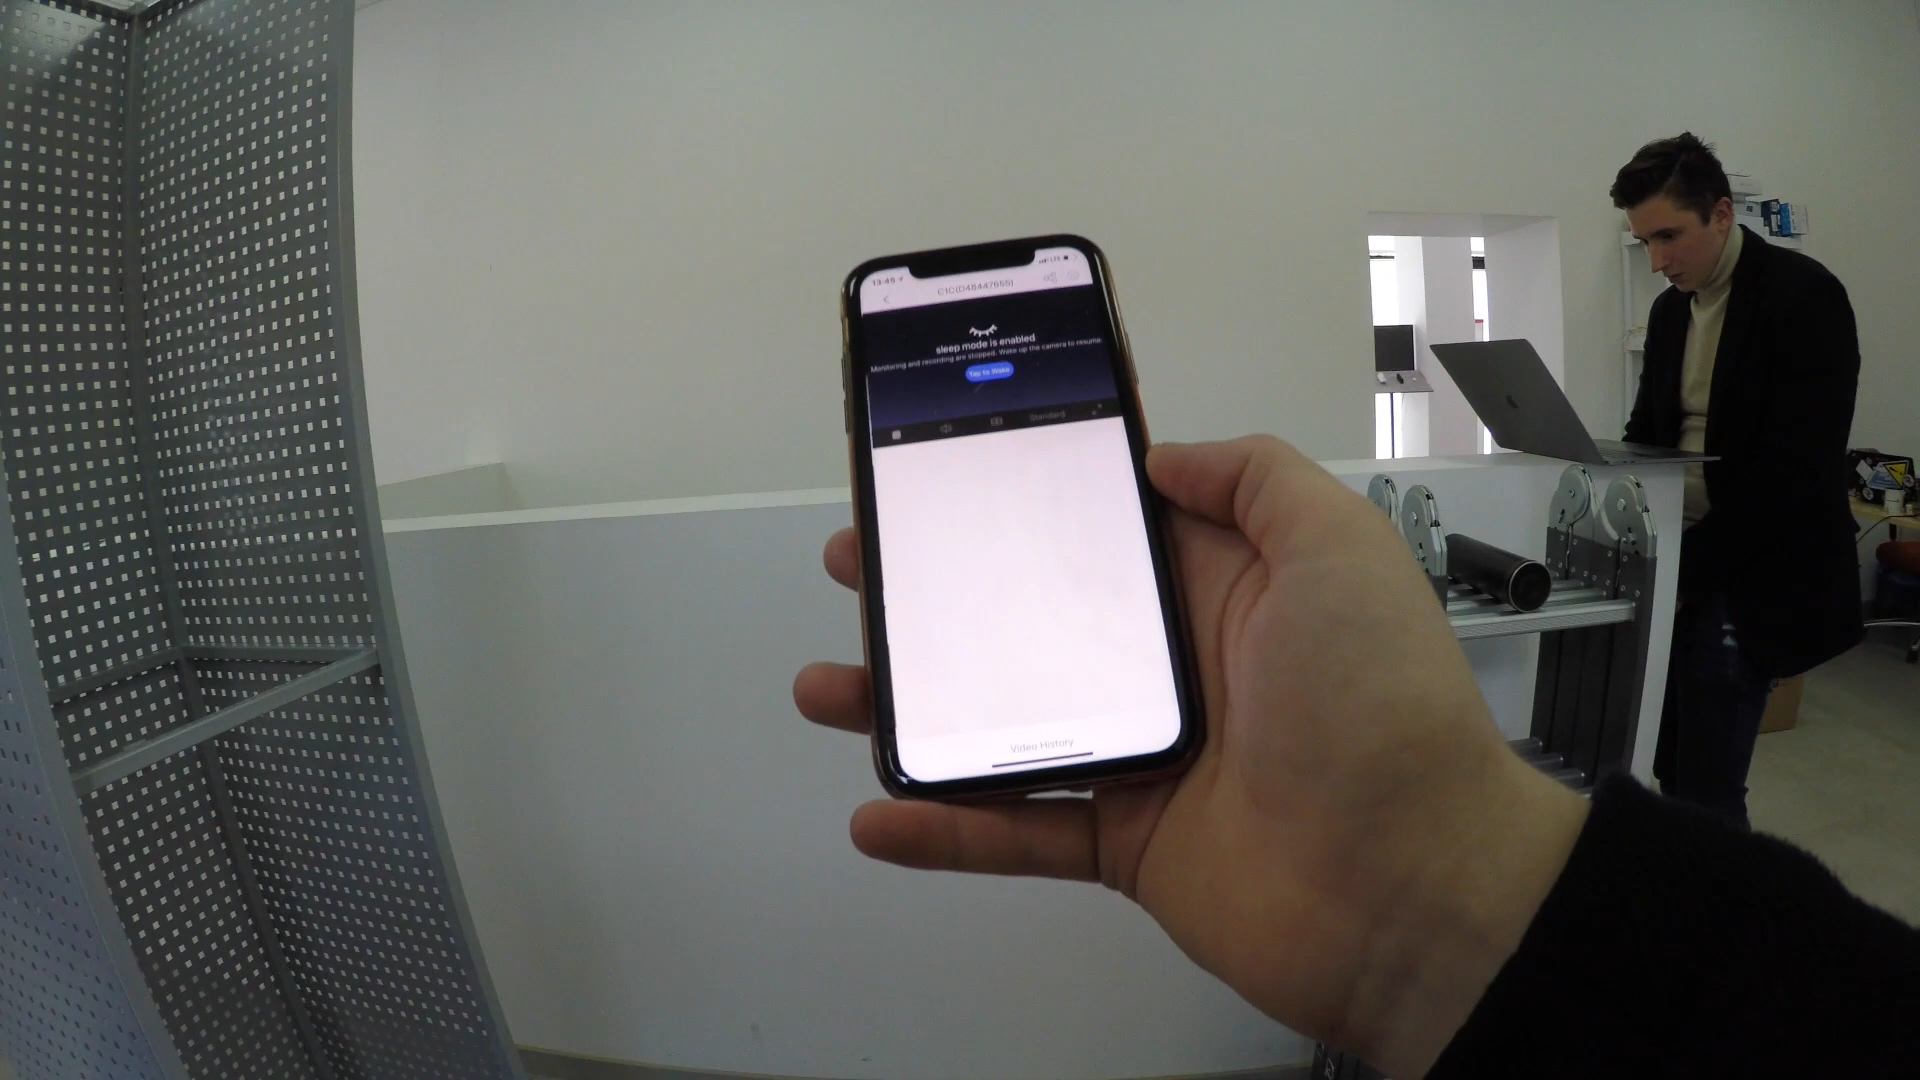 13:45
LTE
C1C(D48447655)
sleep mode is enabled
Monitoring and recording are stopped. Wake up the camera to resume.
Tap to Wake
Standard
Video History